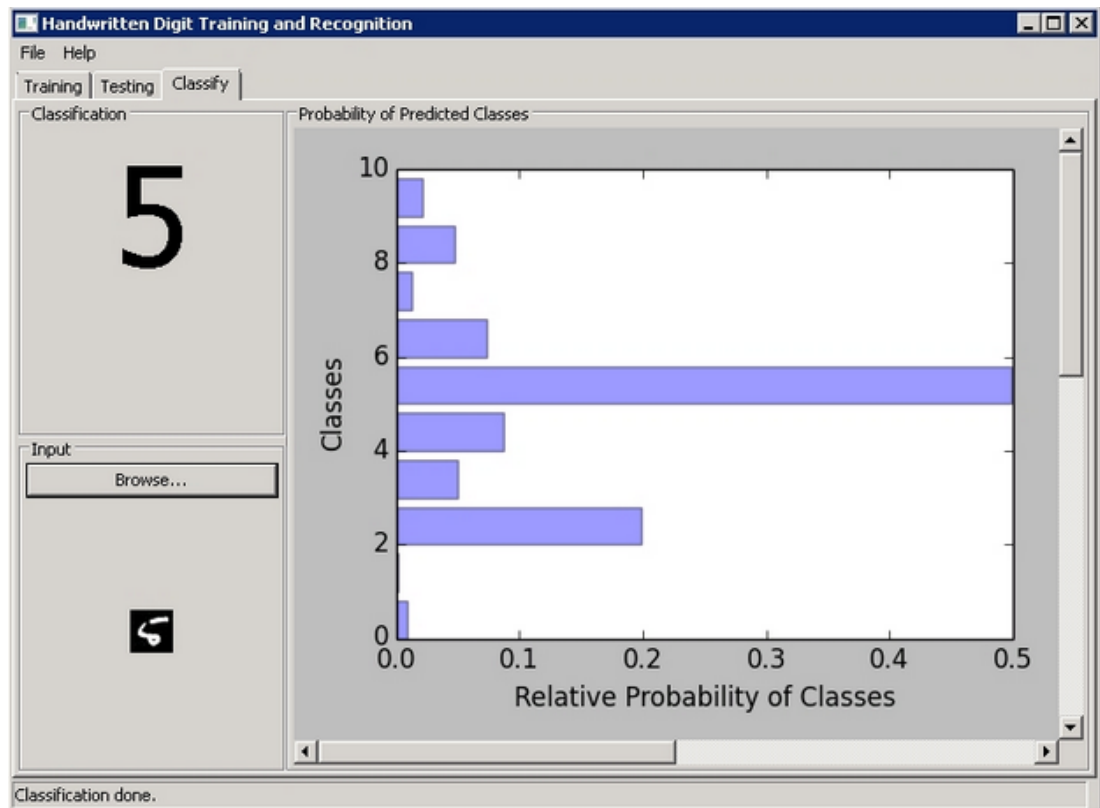 Handwritten Digit Training and Recognition
File Help
Training Testing Classify
Classification
5
Input
Browse...
Probability of Predicted Classes
10
8
6
4
2
0
Classes
0.0 0.1 0.2 0.3 0.4 0.5
Relative Probability of Classes
Classification done.